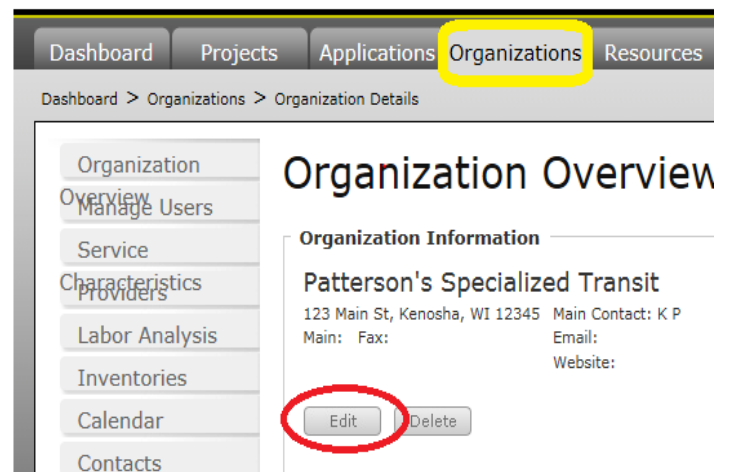 Dashboard Projects Applications Organizations Resources
Dashboard > Organizations > Organization Details
Organization
Overview
Manage Users
Service
Characteristics
Providers
Labor Analysis
Inventories
Calendar
Contacts
Organization Overview
Organization Information
Patterson's Specialized Transit
123 Main St, Kenosha, WI 12345 Main Contact: K P
Main: Fax: Email:
Website:
Edit Delete